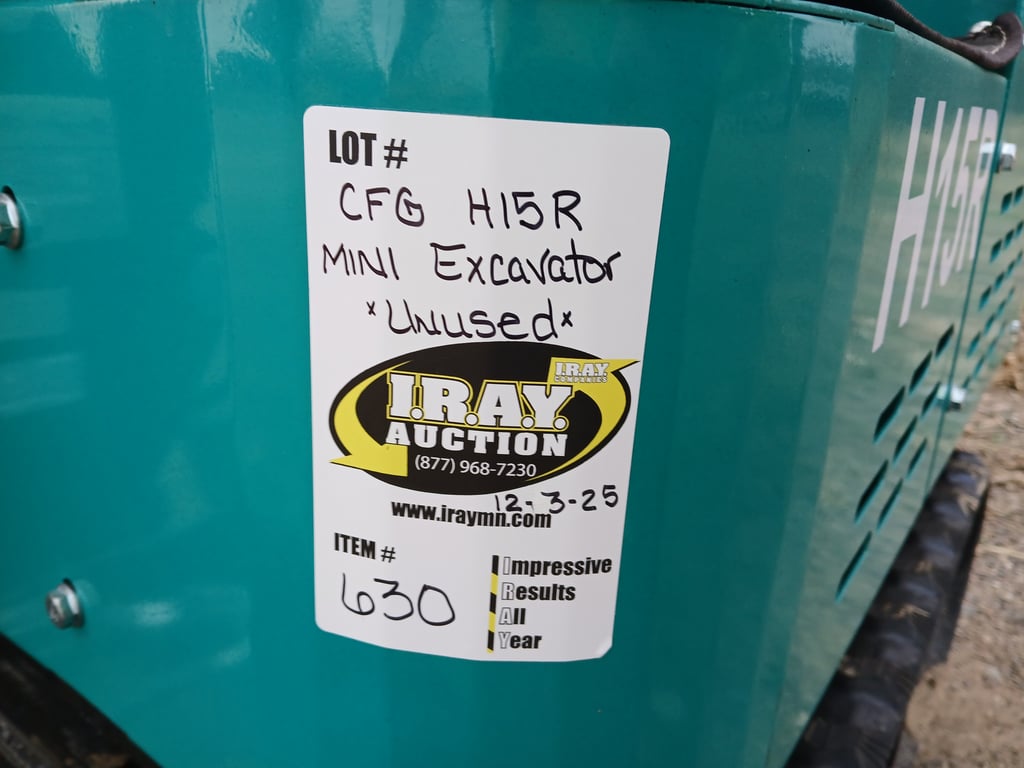 LOT #
CFG H15R
MINI Excavator
*Unused*
I.R.A.Y.
COMPANIES
I.R.A.Y.
AUCTION
(877) 968-7230
12-3-25
www.iraymn.com
ITEM #
630
Impressive
Results
All
Year
H15R